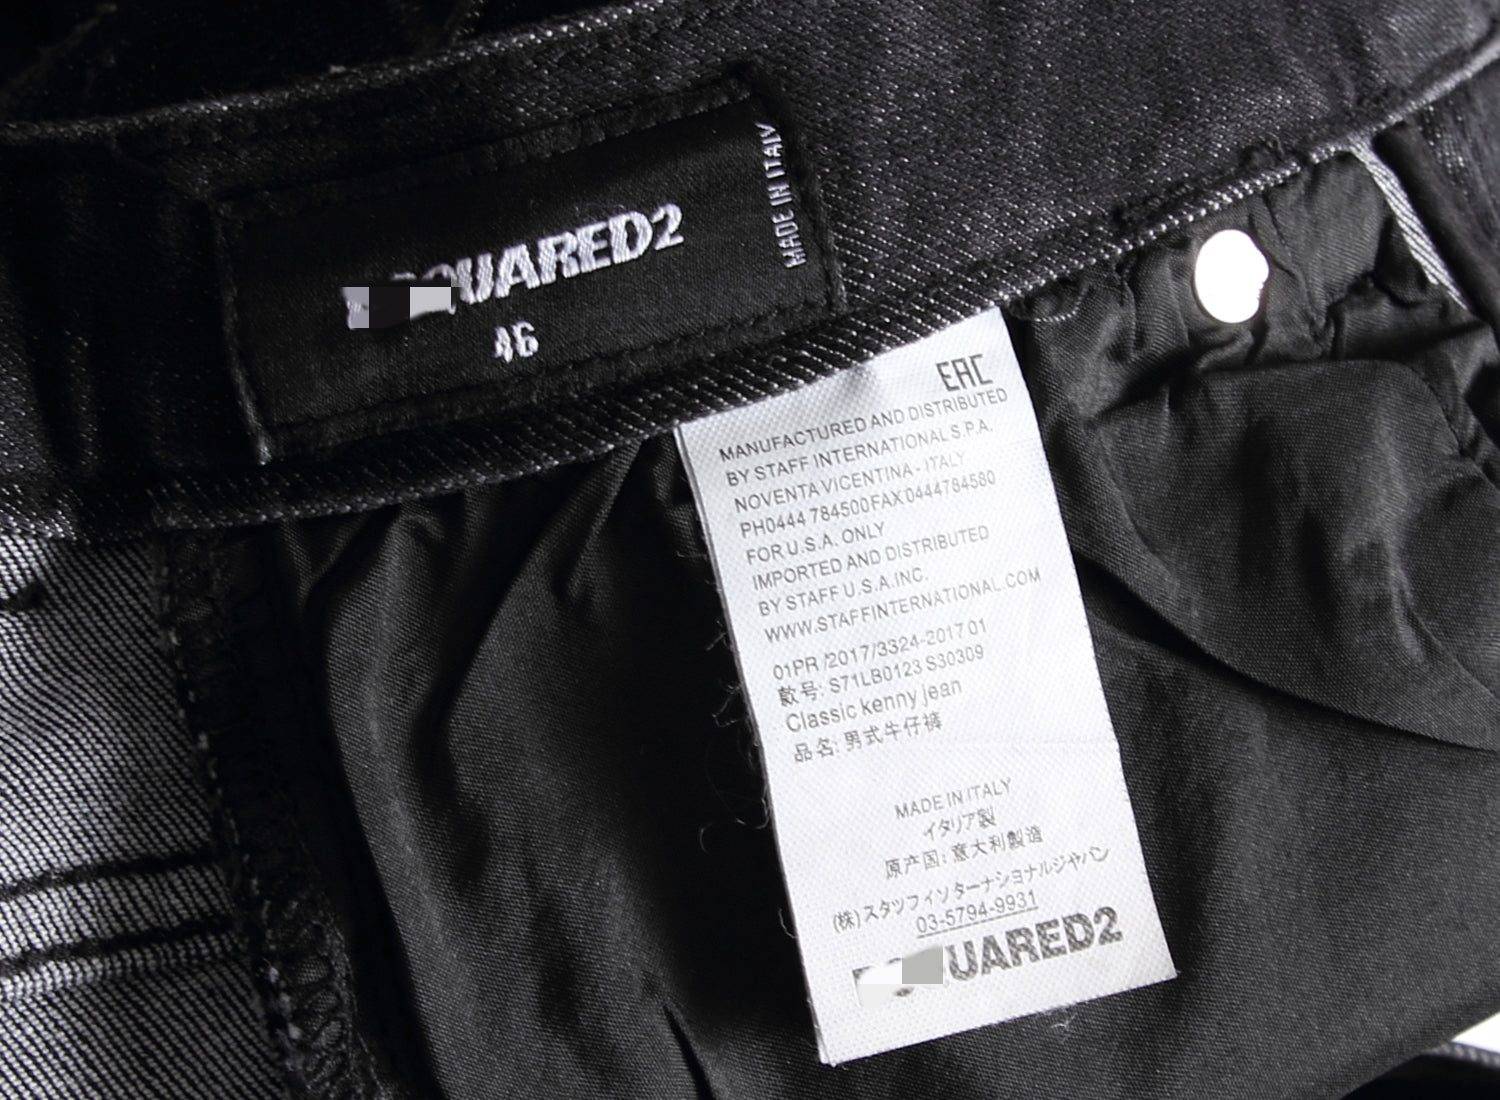 SQUARED2
46
MADE IN ITALY
EAC
MANUFACTURED AND DISTRIBUTED
BY STAFF INTERNATIONAL S.P.A.
NOVENTA VICENTINA - ITALY
PH0444 784500FAX0444784580
FOR U.S.A. ONLY
IMPORTED AND DISTRIBUTED
BY STAFF U.S.A.INC.
WWW.STAFFINTERNATIONAL.COM
01PR /2017/3324-2017 01
款号: S71LB0123 S30309
Classic kenny jean
品名: 男式牛仔裤
MADE IN ITALY
イタリア製
原产国: 意大利製造
(株)スタッフインターナショナルジャパン
03-5794-9931
UARED2